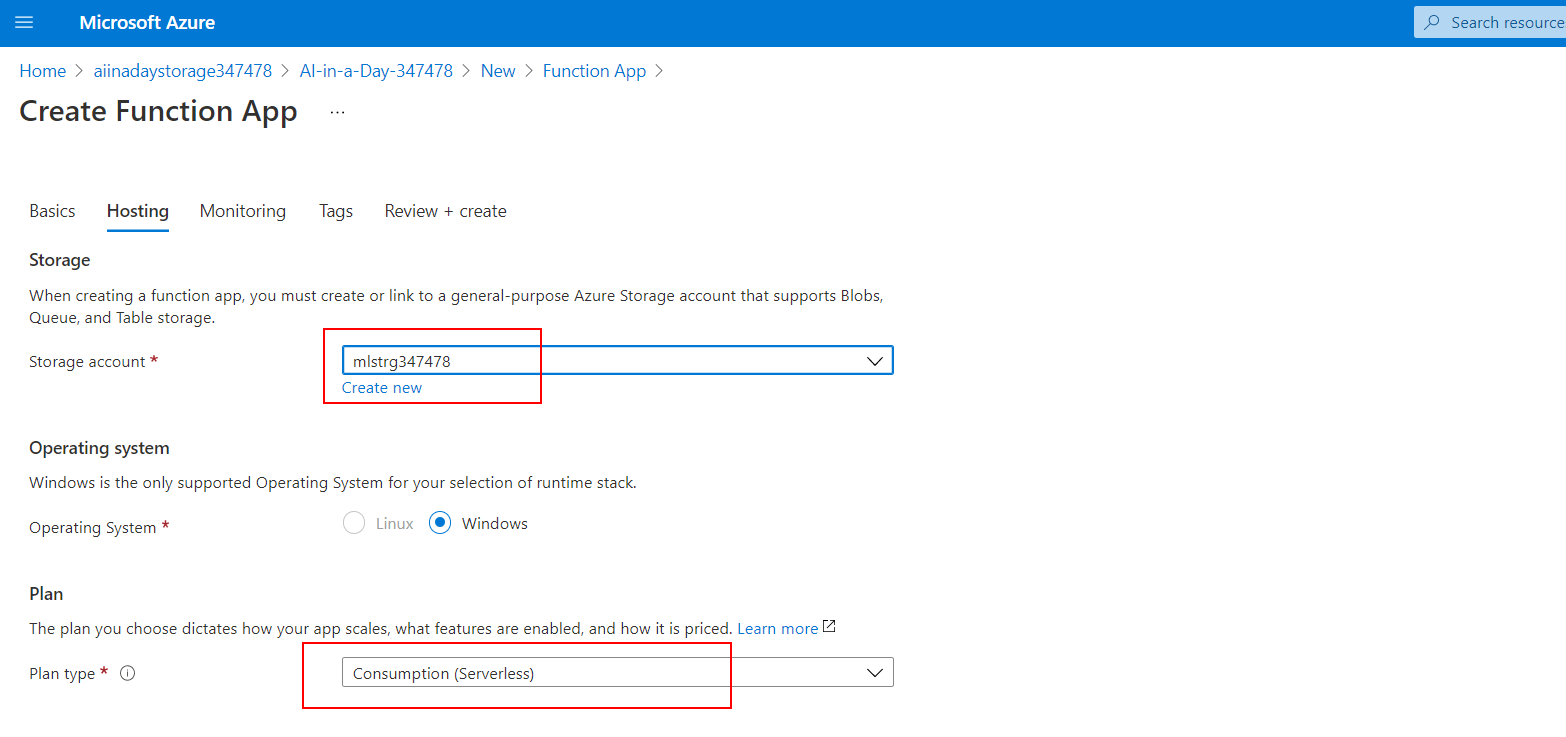 Microsoft Azure
Search resource
Home > aiinadaystorage347478 > AI-in-a-Day-347478 > New > Function App >
Create Function App ...
Basics Hosting Monitoring Tags Review + create
Storage
When creating a function app, you must create or link to a general-purpose Azure Storage account that supports Blobs,
Queue, and Table storage.
Storage account * mlstrg347478
Create new
Operating system
Windows is the only supported Operating System for your selection of runtime stack.
Operating System * Linux Windows
Plan
The plan you choose dictates how your app scales, what features are enabled, and how it is priced. Learn more
Plan type * Consumption (Serverless)